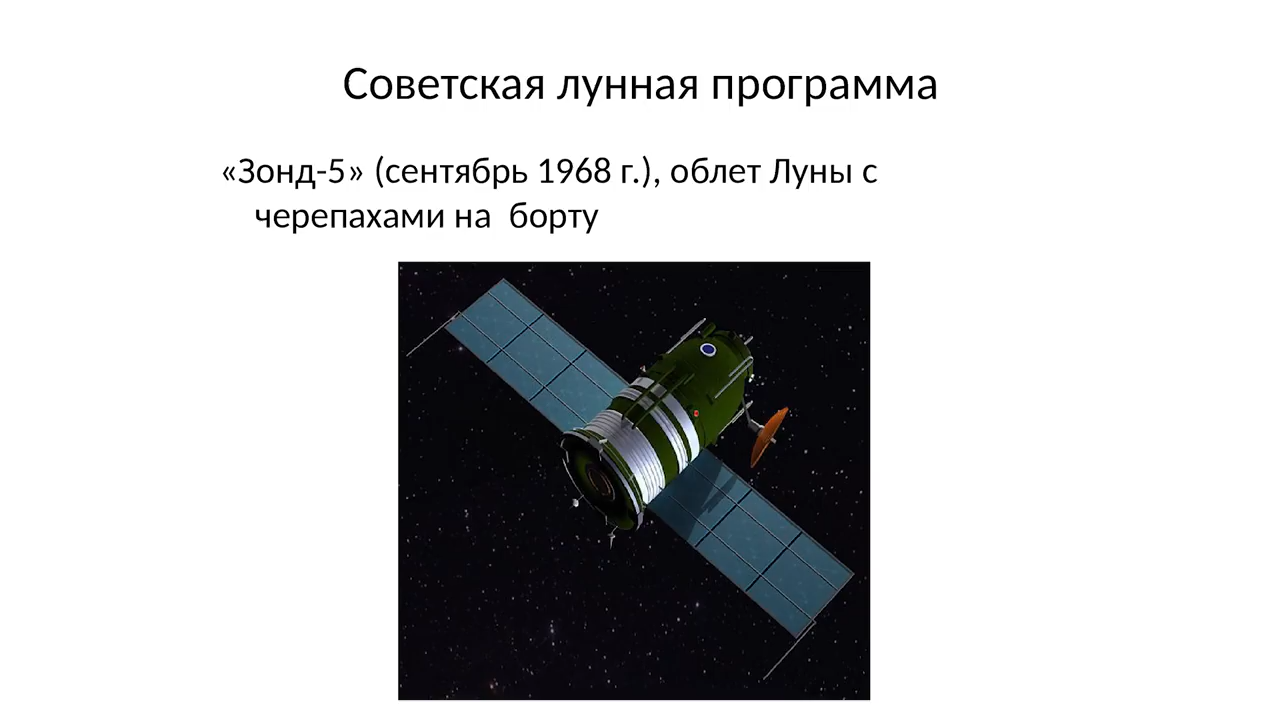 Советская лунная программа
«Зонд-5» (сентябрь 1968 г.), облет Луны с
черепахами на  борту